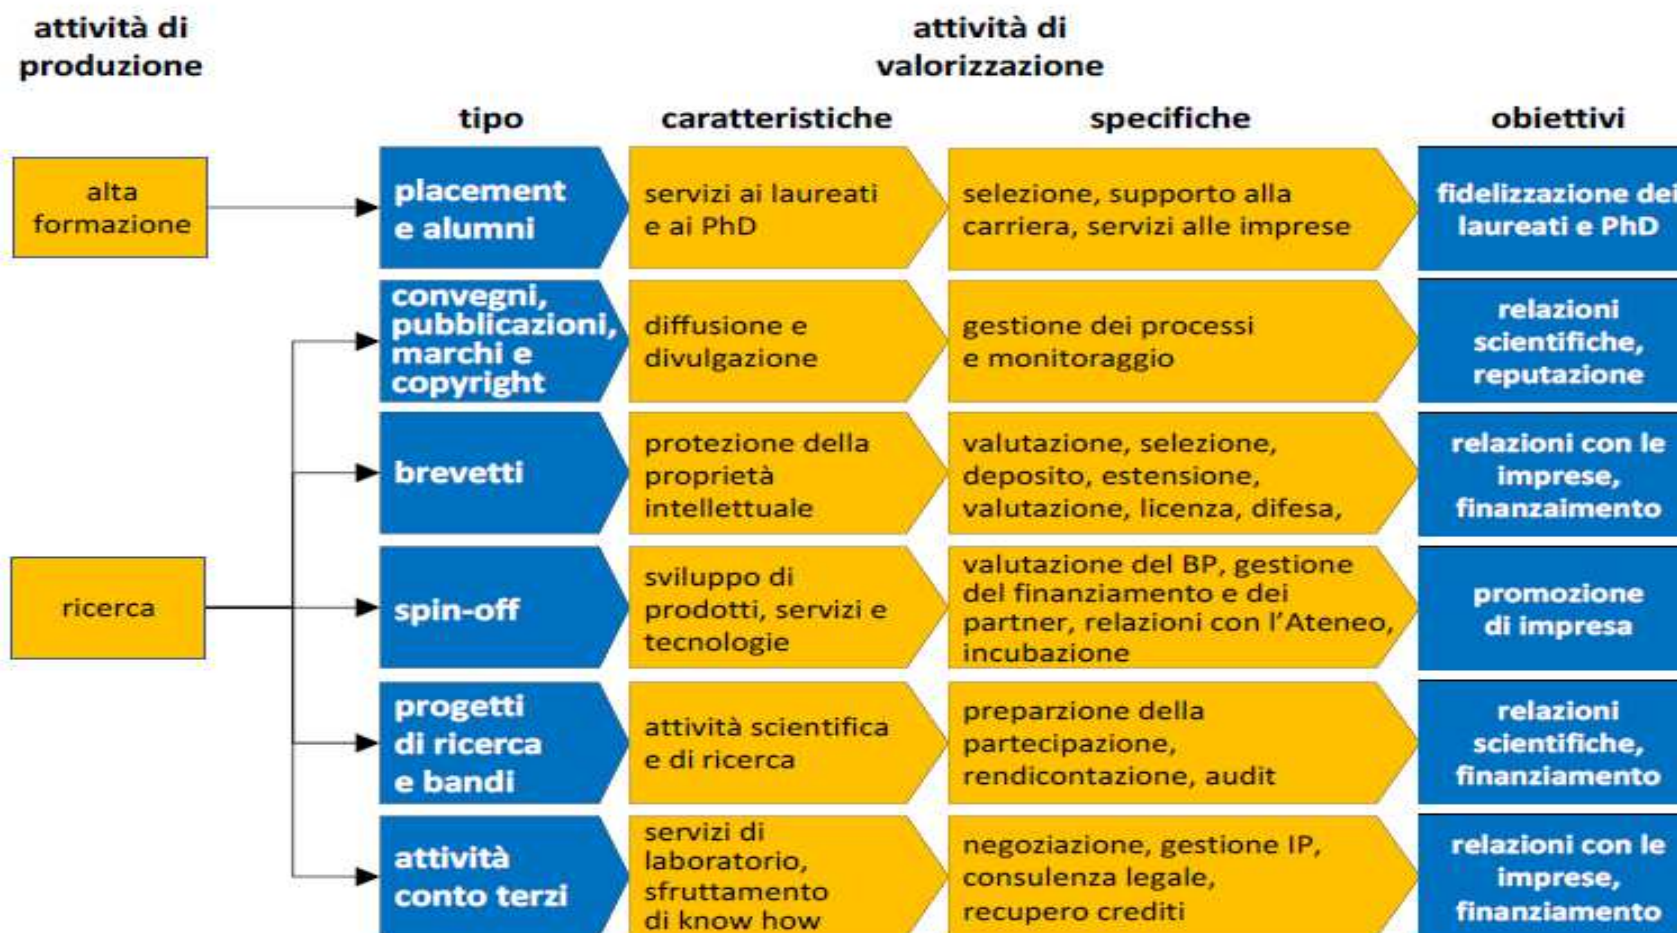 attività di
produzione
attività di
valorizzazione
tipo
caratteristiche
specifiche
obiettivi
alta
formazione
placement
e alumni
servizi ai laureati
e ai PhD
selezione, supporto alla
carriera, servizi alle imprese
fidelizzazione dei
laureati e PhD
convegni,
pubblicazioni,
marchi e
copyright
diffusione e
divulgazione
gestione dei processi
e monitoraggio
relazioni
scientifiche,
reputazione
brevetti
protezione della
proprietà
intellettuale
valutazione, selezione,
deposito, estensione,
valutazione, licenza, difesa,
relazioni con le
imprese,
finanzaimento
ricerca
spin-off
sviluppo di
prodotti, servizi e
tecnologie
valutazione del BP, gestione
del finanziamento e dei
partner, relazioni con l'Ateneo,
incubazione
promozione
di impresa
progetti
di ricerca
e bandi
attività scientifica
e di ricerca
preparzione della
partecipazione,
rendicontazione, audit
relazioni
scientifiche,
finanziamento
attività
conto terzi
servizi di
laboratorio,
sfruttamento
di know how
negoziazione, gestione IP,
consulenza legale,
recupero crediti
relazioni con le
imprese,
finanziamento